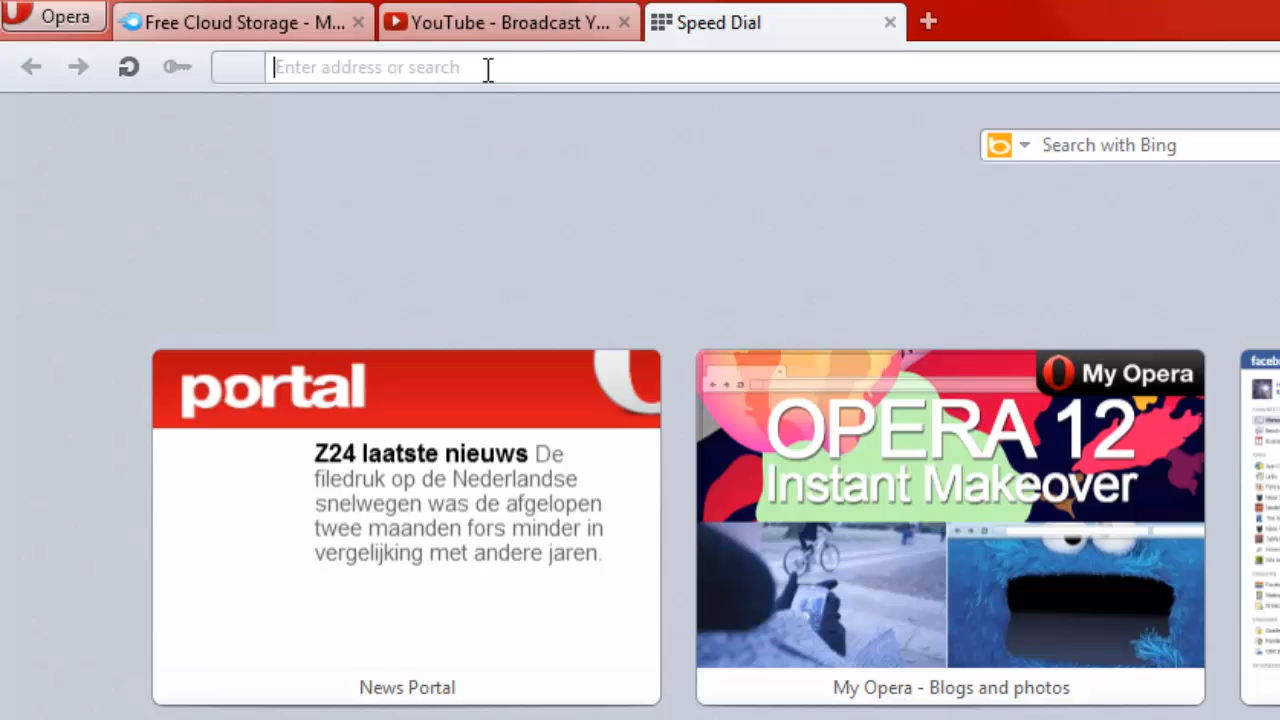 Opera
Free Cloud Storage - M...
YouTube - Broadcast Y...
Speed Dial
Enter address or search
Search with Bing
portal
Z24 laatste nieuws De
filedruk op de Nederlandse
snelwegen was de afgelopen
twee maanden fors minder in
vergelijking met andere jaren.
News Portal
My Opera
OPERA 12
Instant Makeover
My Opera - Blogs and photos
faceb